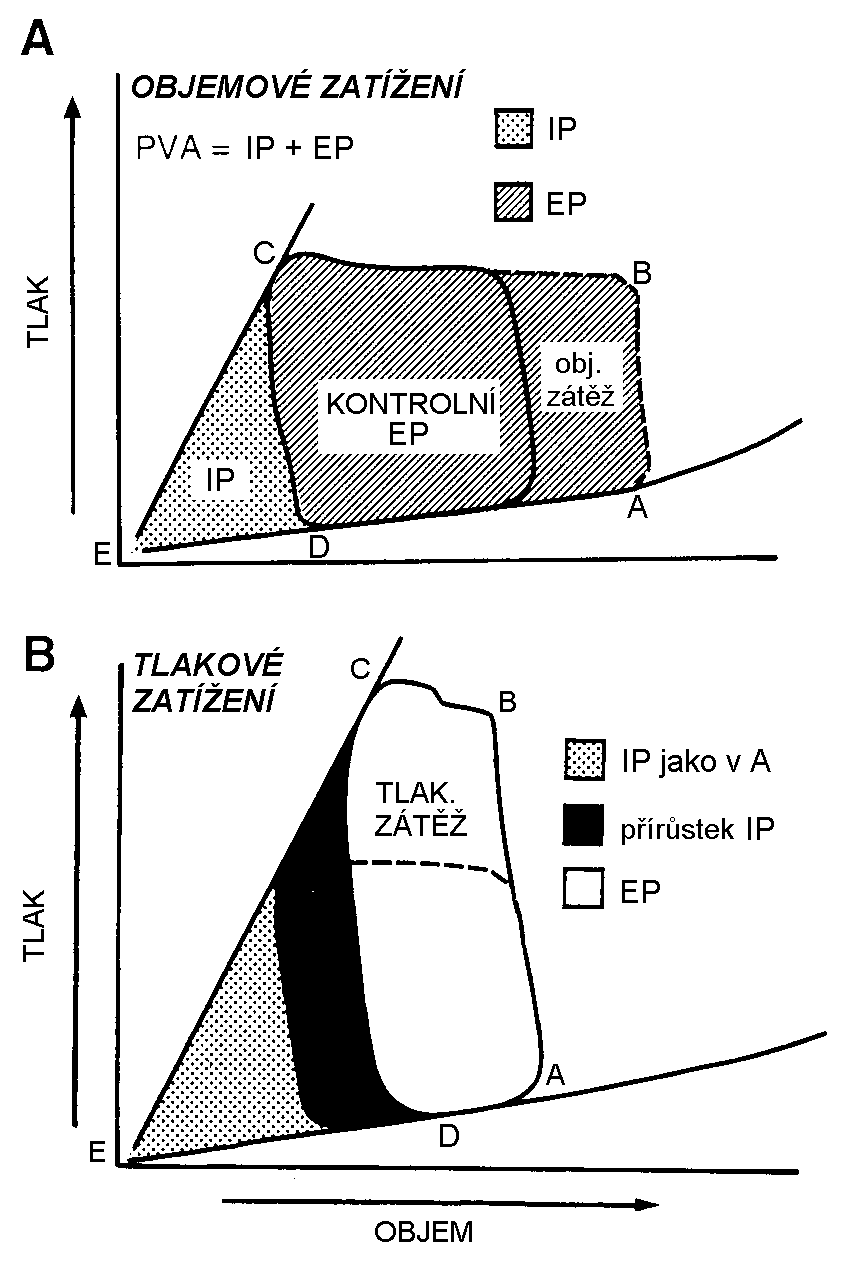 A
OBJEMOVÉ ZATÍŽENÍ
PVA = IP + EP
IP
EP
C
B
TLAK
obj.
zátěž
KONTROLNÍ
EP
IP
A
E
D
B
TLAKOVÉ
ZATÍŽENÍ
C
B
IP jako v A
TLAK.
ZÁTĚŽ
přírůstek IP
EP
TLAK
A
D
E
OBJEM